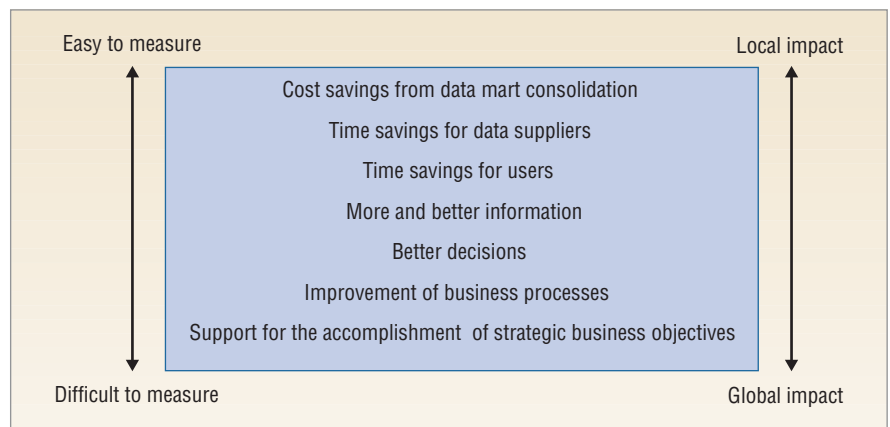 Easy to measure
Local impact
Cost savings from data mart consolidation
Time savings for data suppliers
Time savings for users
More and better information
Better decisions
Improvement of business processes
Support for the accomplishment of strategic business objectives
Difficult to measure
Global impact